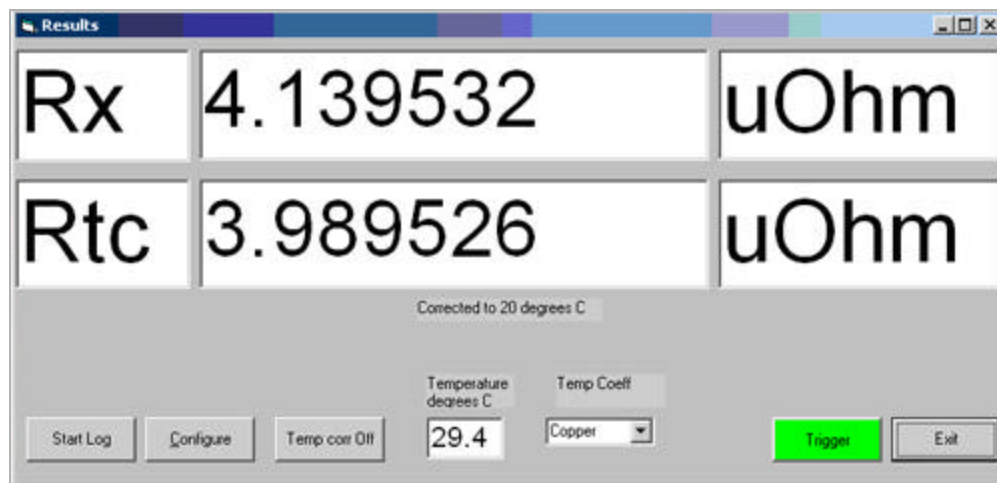 Results
Rx 4.139532 uOhm
Rtc 3.989526 uOhm
Corrected to 20 degrees C
Temperature
degrees C
Temp Coeff
Start Log Configure Temp corr Off 29.4 Copper Trigger Exit